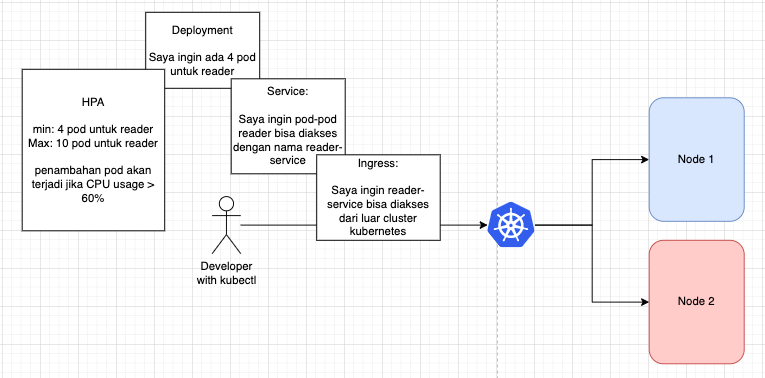 Deployment
Saya ingin ada 4 pod
untuk reader
HPA
min: 4 pod untuk reader
Max: 10 pod untuk reader
penambahan pod akan
terjadi jika CPU usage >
60%
Service:
Saya ingin pod-pod
reader bisa diakses
dengan nama reader-
service
Ingress:
Saya ingin reader-
service bisa diakses
dari luar cluster
kubernetes
Developer
with kubectl
Node 1
Node 2